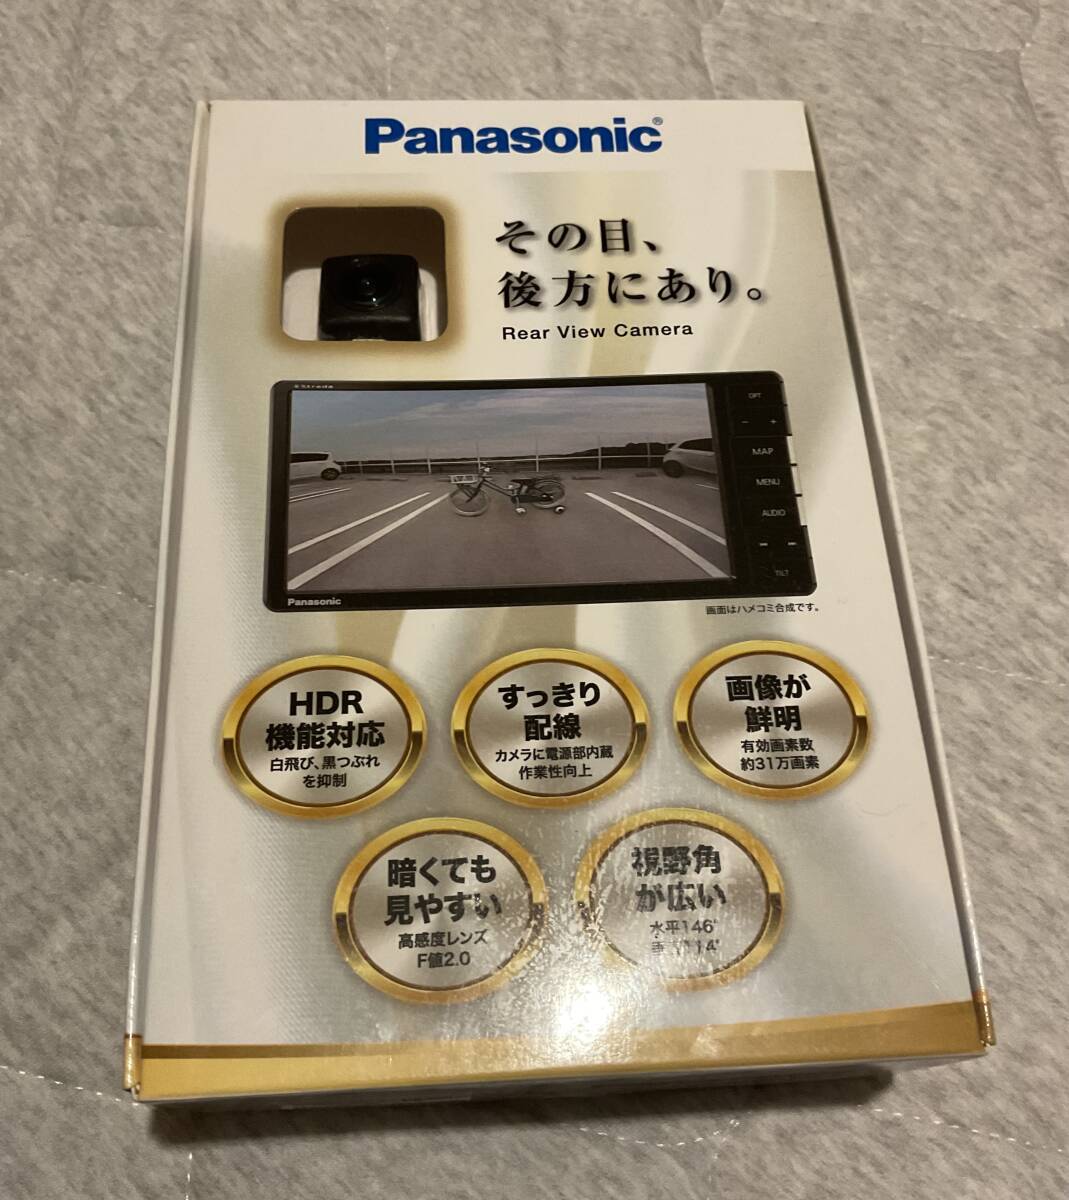 Panasonic®
その目、
後方にあり。
Rear View Camera
Strada
OPT
− +
MAP
MENU
AUDIO
TILT
Panasonic
画面はハメコミ合成です。
HDR
機能対応
白飛び、黒つぶれ
を抑制
すっきり
配線
カメラに電源部内蔵
作業性向上
画像が
鮮明
有効画素数
約31万画素
暗くても
見やすい
高感度レンズ
F値2.0
視野角
が広い
水平146°